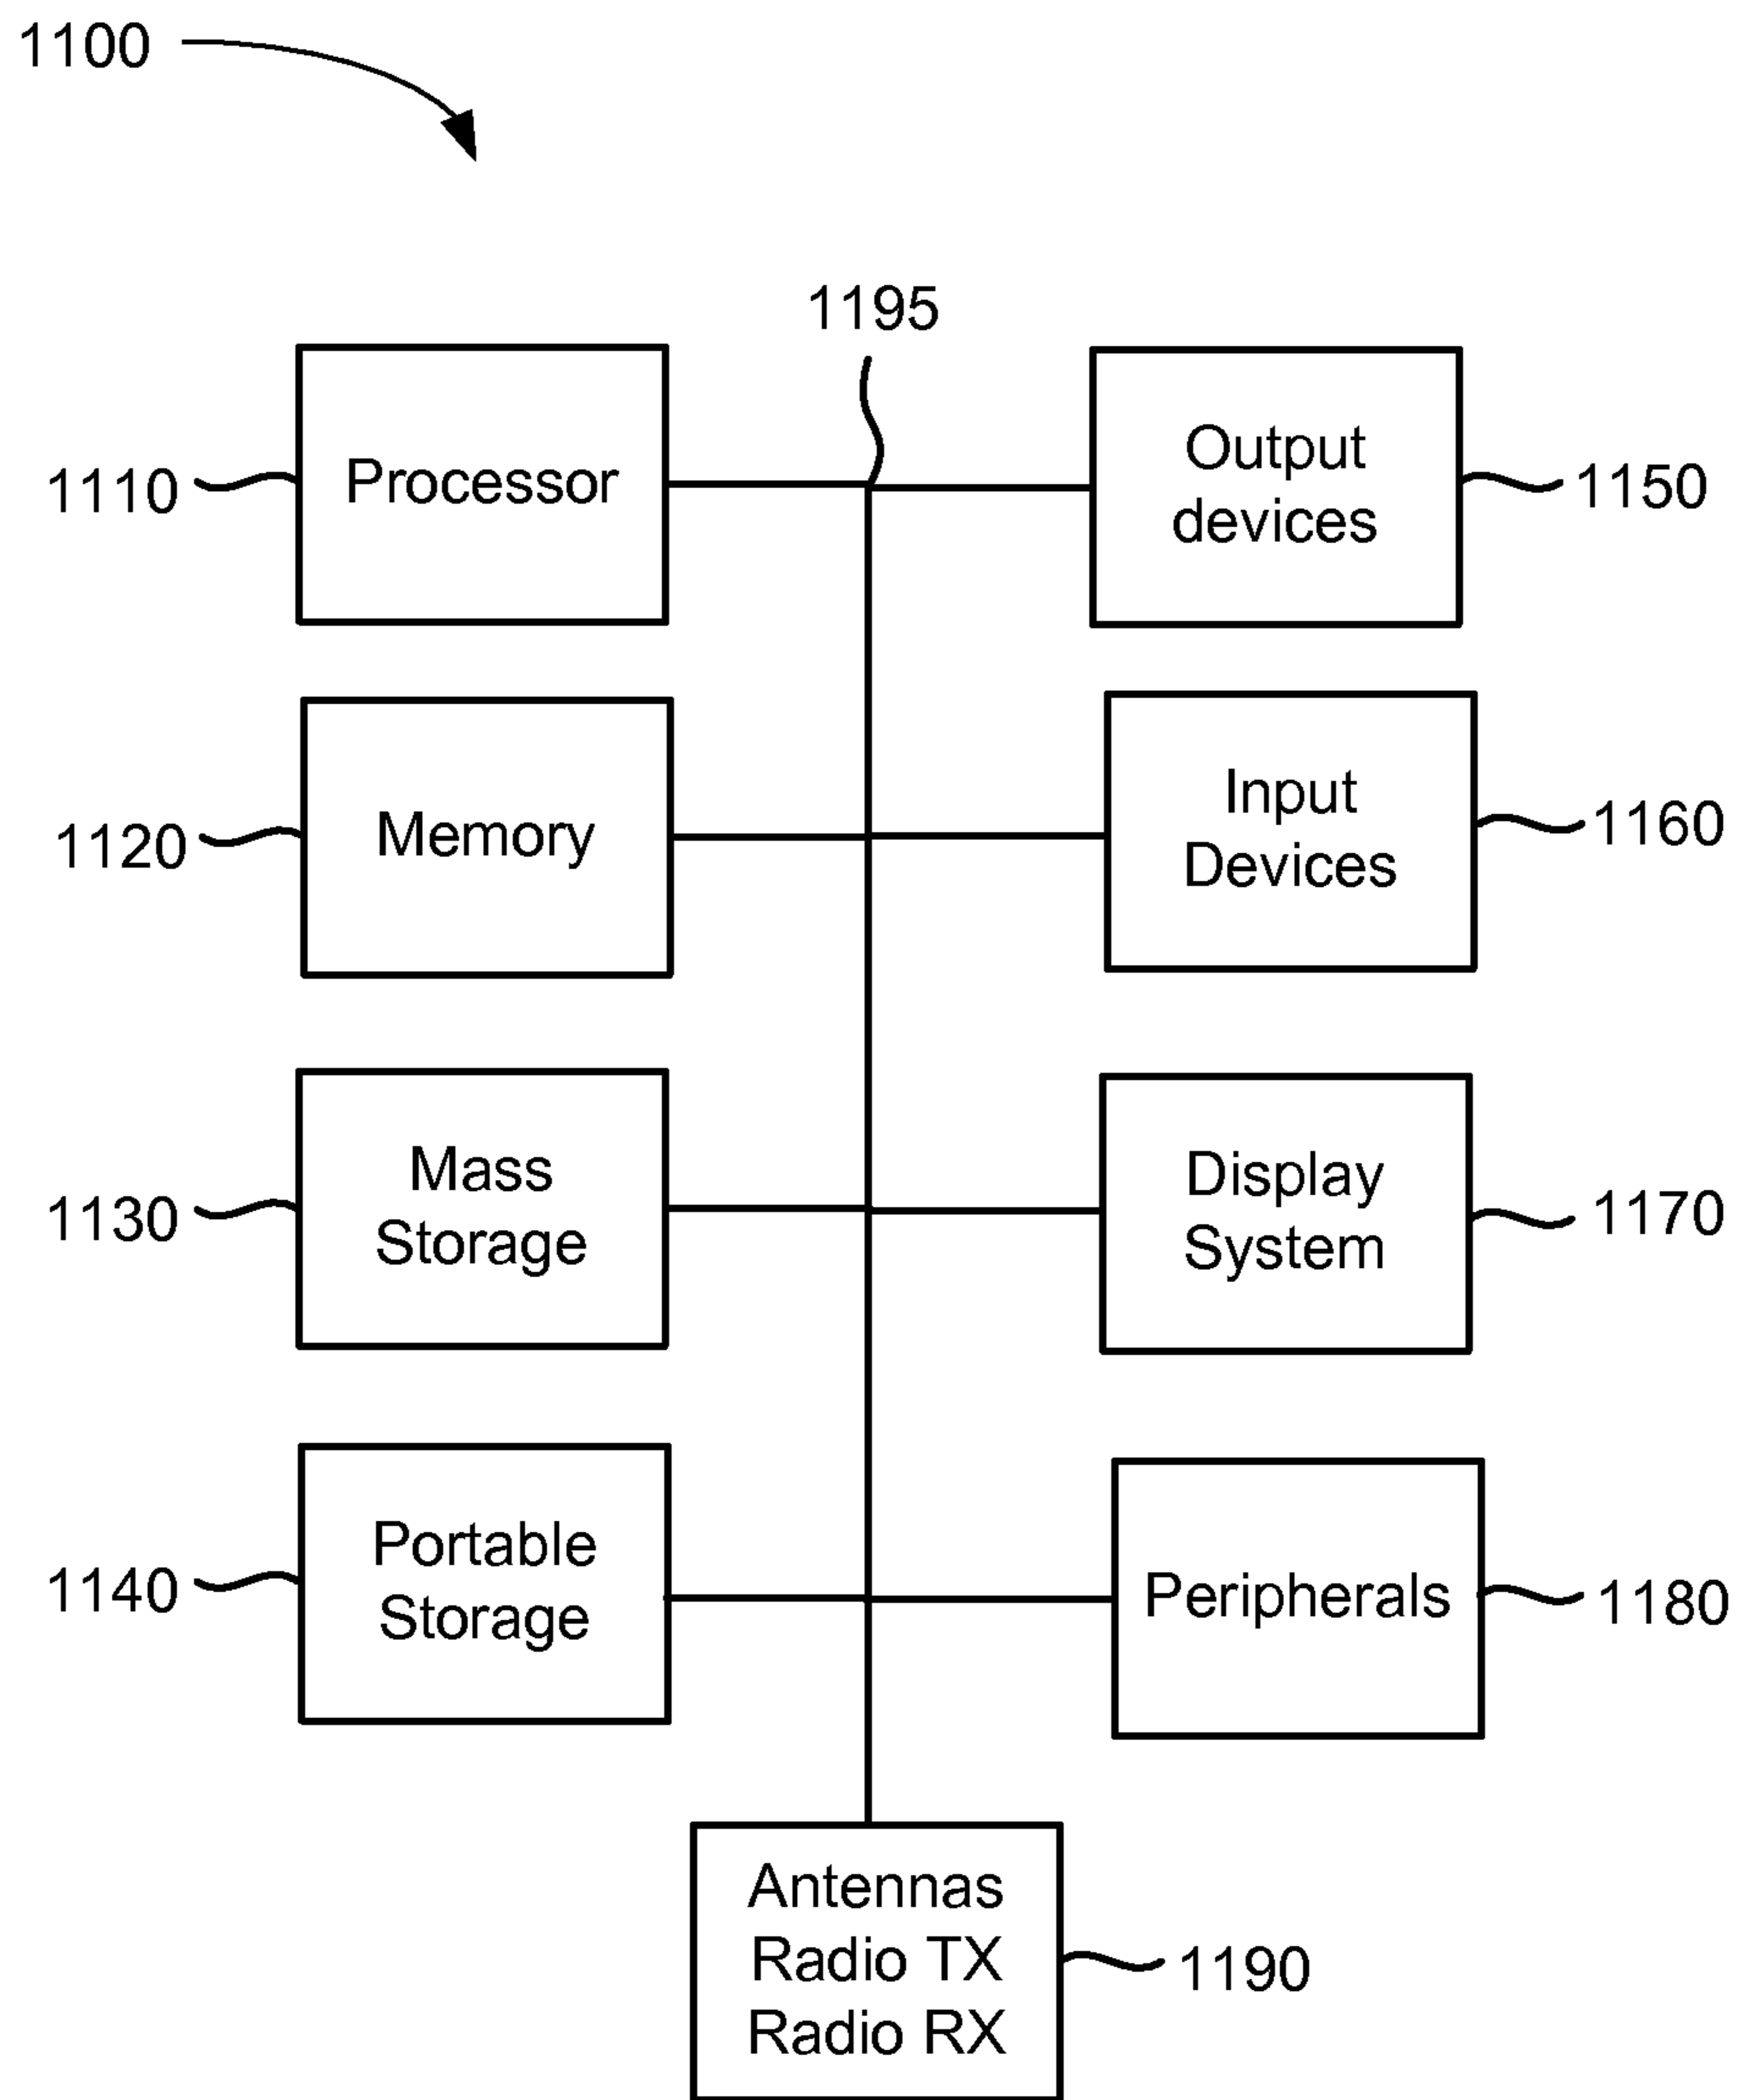 1100
1195
1110
Processor
Output
devices
1150
1120
Memory
Input
Devices
1160
1130
Mass
Storage
Display
System
1170
1140
Portable
Storage
Peripherals
1180
Antennas
Radio TX
Radio RX
1190